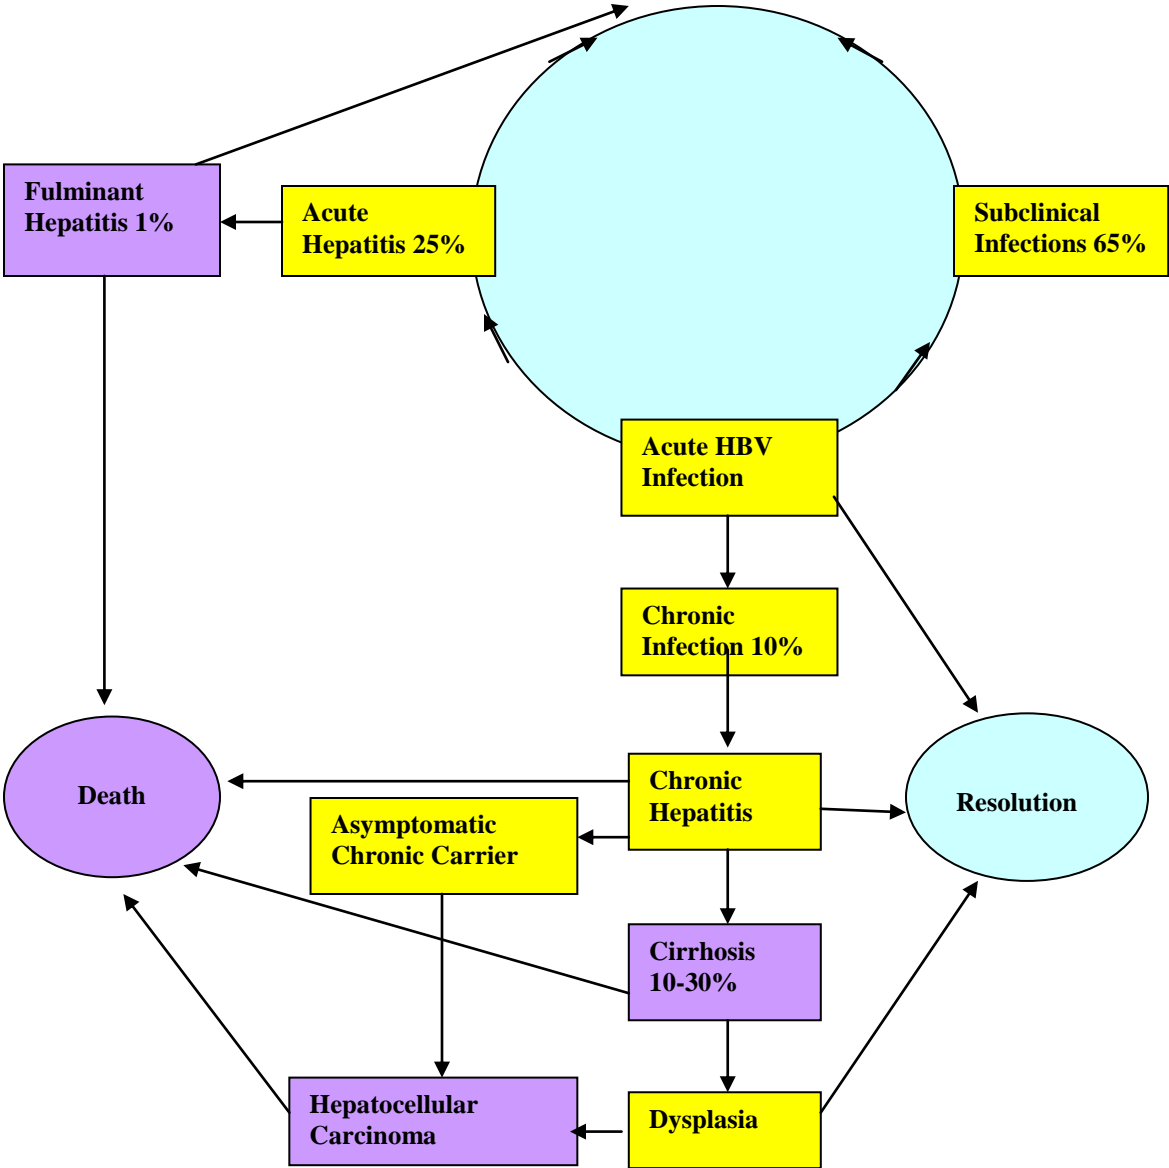 Fulminant
Hepatitis 1%
Acute
Hepatitis 25%
Subclinical
Infections 65%
Acute HBV
Infection
Chronic
Infection 10%
Death
Chronic
Hepatitis
Resolution
Asymptomatic
Chronic Carrier
Cirrhosis
10-30%
Hepatocellular
Carcinoma
Dysplasia